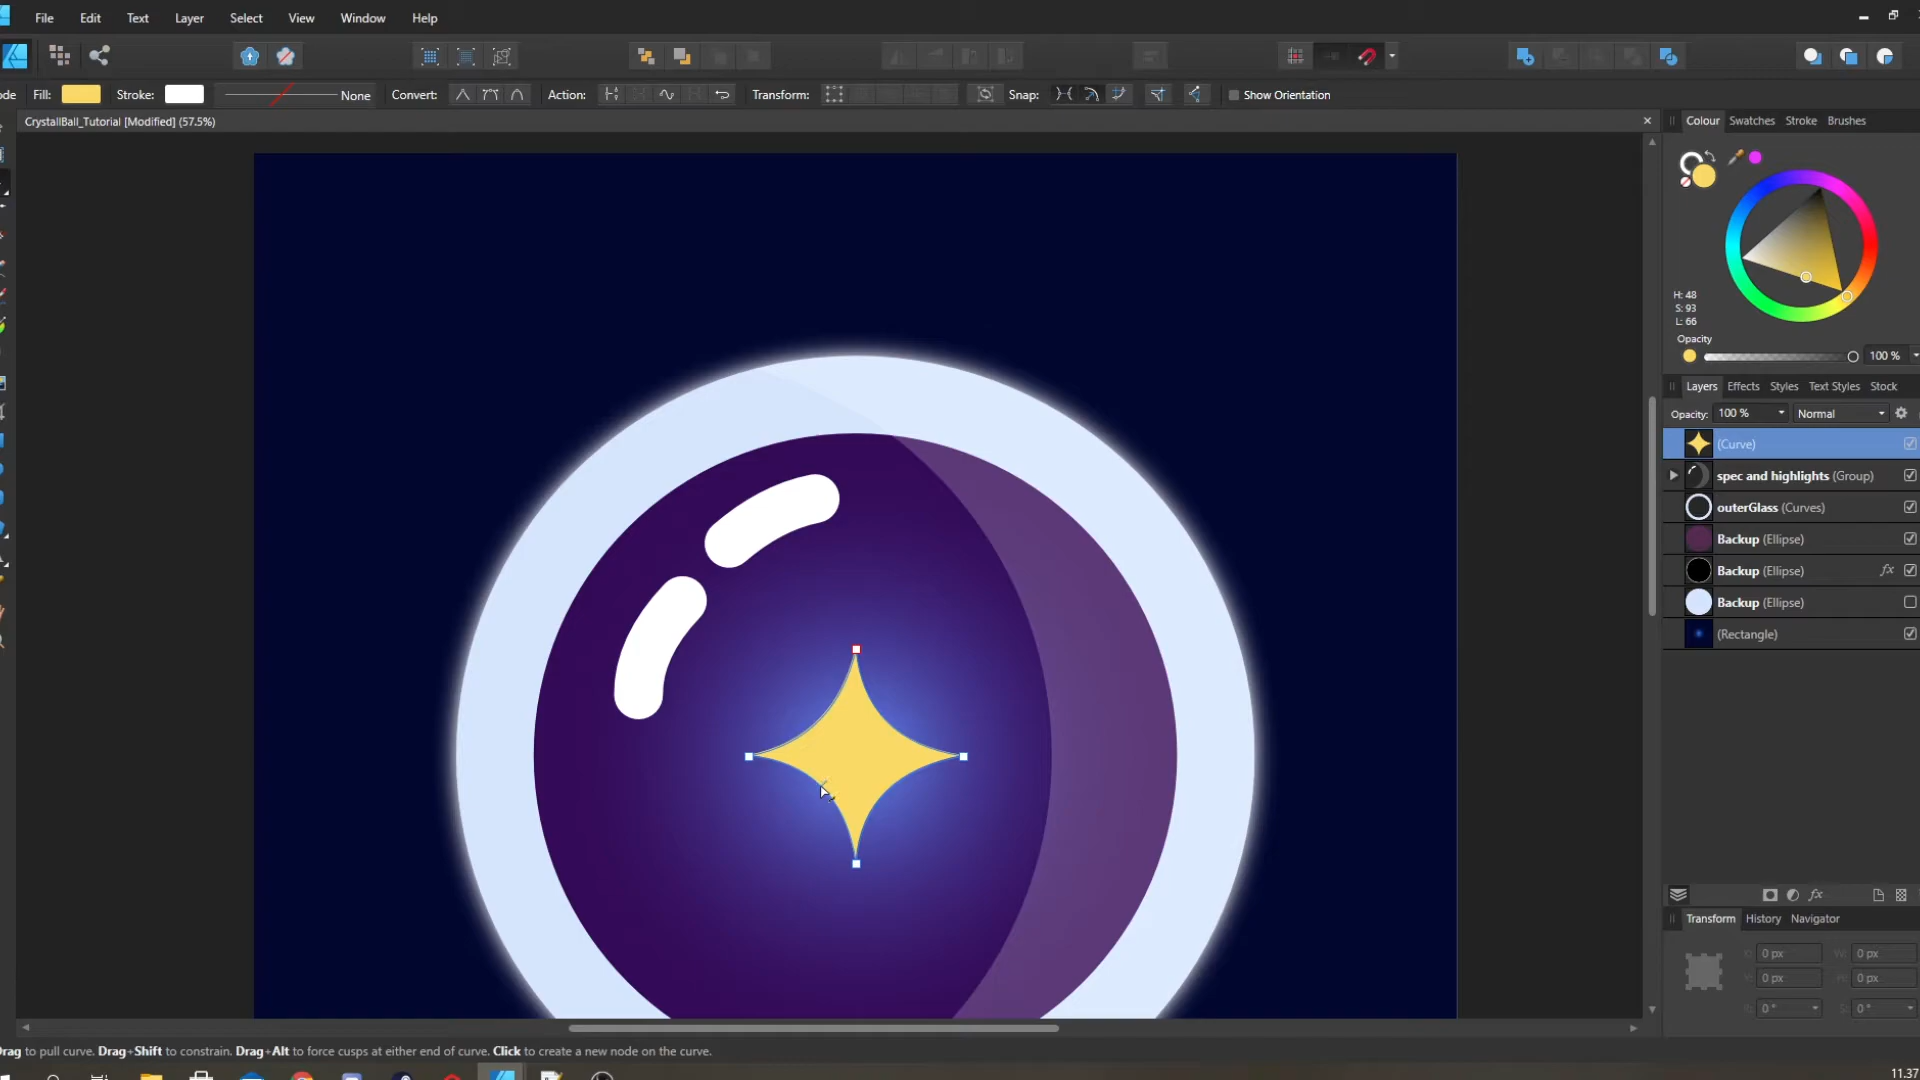 File Edit Text Layer Select View Window Help
ode Fill: Stroke: None Convert: Action: Transform: Snap: Show Orientation
CrystallBall_Tutorial [Modified] (57.5%)
Colour Swatches Stroke Brushes
H: 48
S: 93
L: 66
Opacity
100 %
Layers Effects Styles Text Styles Stock
Opacity: 100 % Normal
(Curve)
spec and highlights (Group)
outerGlass (Curves)
Backup (Ellipse)
Backup (Ellipse) fx
Backup (Ellipse)
(Rectangle)
fx
Transform History Navigator
X: 0 px W: 0 px
Y: 0 px H: 0 px
R: 0 ° S: 0 °
Drag to pull curve. Drag+Shift to constrain. Drag+Alt to force cusps at either end of curve. Click to create a new node on the curve.
11.37